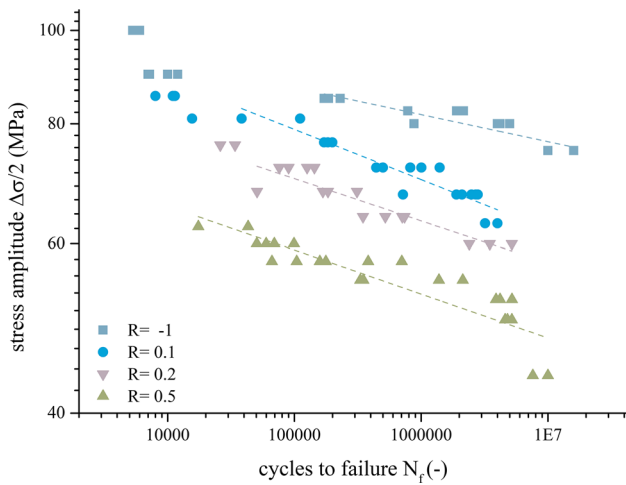 100
80
60
40
stress amplitude Δσ/2 (MPa)
R= -1
R= 0.1
R= 0.2
R= 0.5
10000
100000
1000000
1E7
cycles to failure Nf(-)